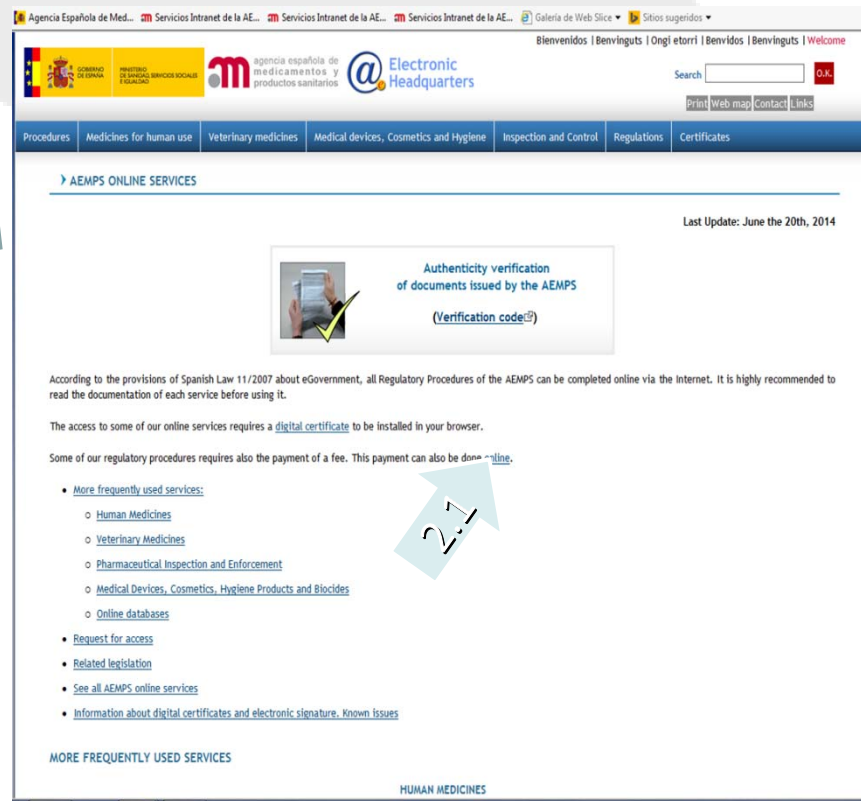 Agencia Española de Med... Servicios Intranet de la AE... Servicios Intranet de la AE... Servicios Intranet de la AE... Galería de Web Slice Sitios sugeridos
Bienvenidos | Benvinguts | Ongi etorri | Benvidos | Benvinguts | Welcome
GOBIERNO DE ESPAÑA
MINISTERIO DE SANIDAD, SERVICIOS SOCIALES E IGUALDAD
agencia española de
medicamentos y
productos sanitarios
Electronic
Headquarters
Search O.K.
Print Web map Contact Links
Procedures Medicines for human use Veterinary medicines Medical devices, Cosmetics and Hygiene Inspection and Control Regulations Certificates
AEMPS ONLINE SERVICES
Last Update: June the 20th, 2014
Authenticity verification
of documents issued by the AEMPS
(Verification code)
According to the provisions of Spanish Law 11/2007 about eGovernment, all Regulatory Procedures of the AEMPS can be completed online via the Internet. It is highly recommended to
read the documentation of each service before using it.
The access to some of our online services requires a digital certificate to be installed in your browser.
Some of our regulatory procedures requires also the payment of a fee. This payment can also be done online.
2.1
More frequently used services:
Human Medicines
Veterinary Medicines
Pharmaceutical Inspection and Enforcement
Medical Devices, Cosmetics, Hygiene Products and Biocides
Online databases
Request for access
Related legislation
See all AEMPS online services
Information about digital certificates and electronic signature. Known issues
MORE FREQUENTLY USED SERVICES
HUMAN MEDICINES